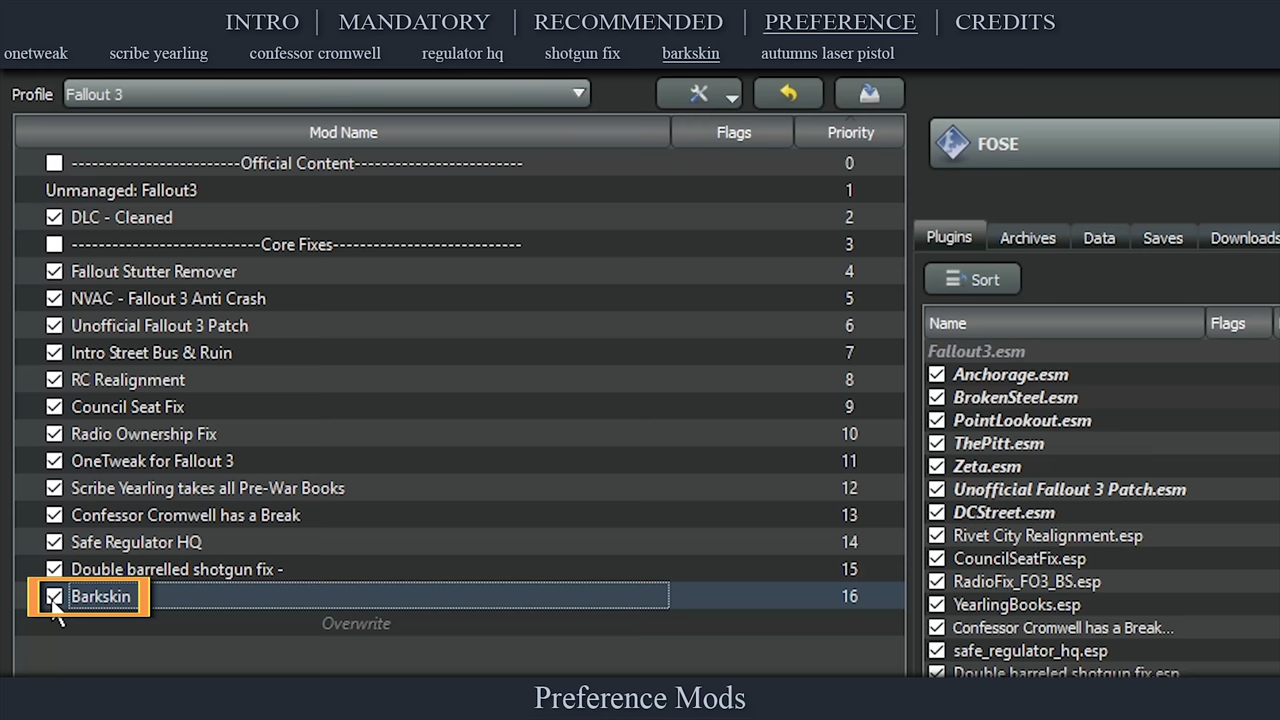 INTRO | MANDATORY | RECOMMENDED | PREFERENCE | CREDITS
onetweak scribe yearling confessor cromwell regulator hq shotgun fix barkskin autumns laser pistol
Profile Fallout 3
Mod Name Flags Priority
-------------------------Official Content------------------------- 0
Unmanaged: Fallout3 1
DLC - Cleaned 2
----------------------------Core Fixes---------------------------- 3
Fallout Stutter Remover 4
NVAC - Fallout 3 Anti Crash 5
Unofficial Fallout 3 Patch 6
Intro Street Bus & Ruin 7
RC Realignment 8
Council Seat Fix 9
Radio Ownership Fix 10
OneTweak for Fallout 3 11
Scribe Yearling takes all Pre-War Books 12
Confessor Cromwell has a Break 13
Safe Regulator HQ 14
Double barrelled shotgun fix - 15
Barkskin 16
Overwrite
FOSE
Plugins Archives Data Saves Downloads
Sort
Name Flags
Fallout3.esm
Anchorage.esm
BrokenSteel.esm
PointLookout.esm
ThePitt.esm
Zeta.esm
Unofficial Fallout 3 Patch.esm
DCStreet.esm
Rivet City Realignment.esp
CouncilSeatFix.esp
RadioFix_FO3_BS.esp
YearlingBooks.esp
Confessor Cromwell has a Break...
safe_regulator_hq.esp
Double barreled shotgun fix.esp
Preference Mods